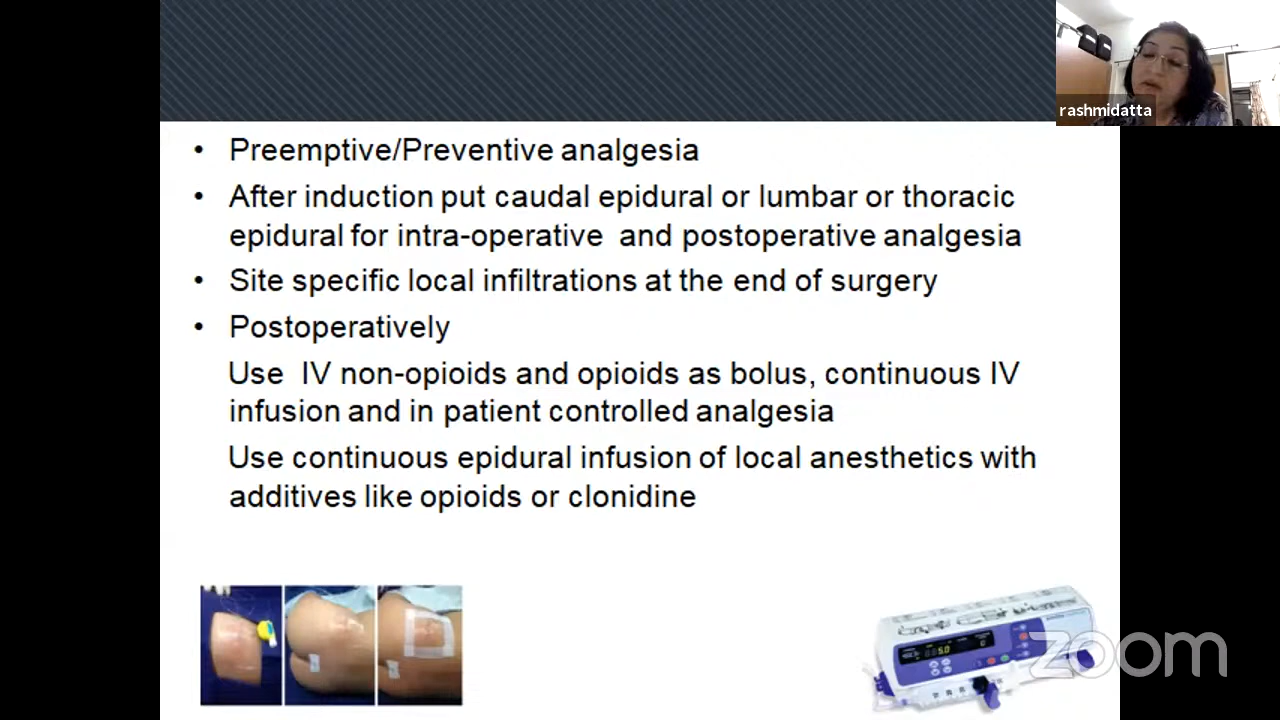 rashmidatta
• Preemptive/Preventive analgesia
• After induction put caudal epidural or lumbar or thoracic
epidural for intra-operative  and postoperative analgesia
• Site specific local infiltrations at the end of surgery
• Postoperatively
Use  IV non-opioids and opioids as bolus, continuous IV
infusion and in patient controlled analgesia
Use continuous epidural infusion of local anesthetics with
additives like opioids or clonidine
5.0
zoom